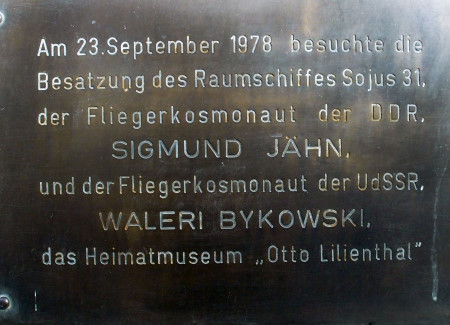 Am 23.September 1978 besuchte die
Besatzung des Raumschiffes Sojus 31,
der Fliegerkosmonaut der DDR,
SIGMUND JÄHN,
und der Fliegerkosmonaut der UdSSR,
WALERI BYKOWSKI,
das Heimatmuseum „Otto Lilienthal”